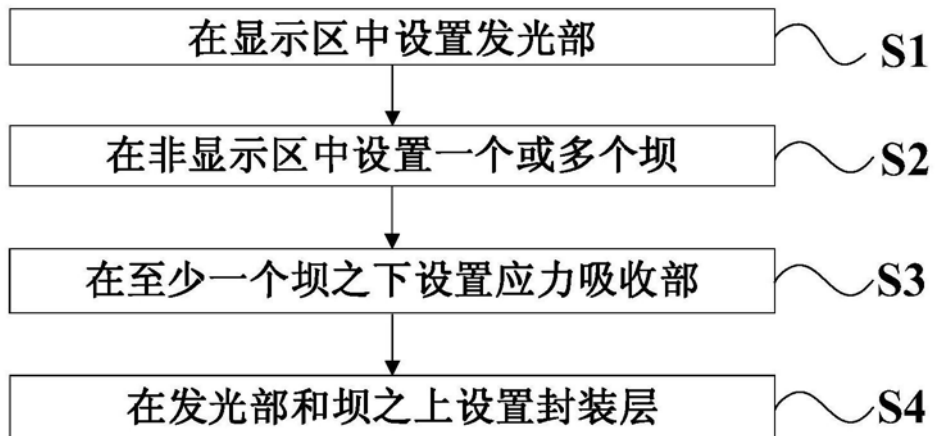 在显示区中设置发光部 S1
在非显示区中设置一个或多个坝 S2
在至少一个坝之下设置应力吸收部 S3
在发光部和坝之上设置封装层 S4